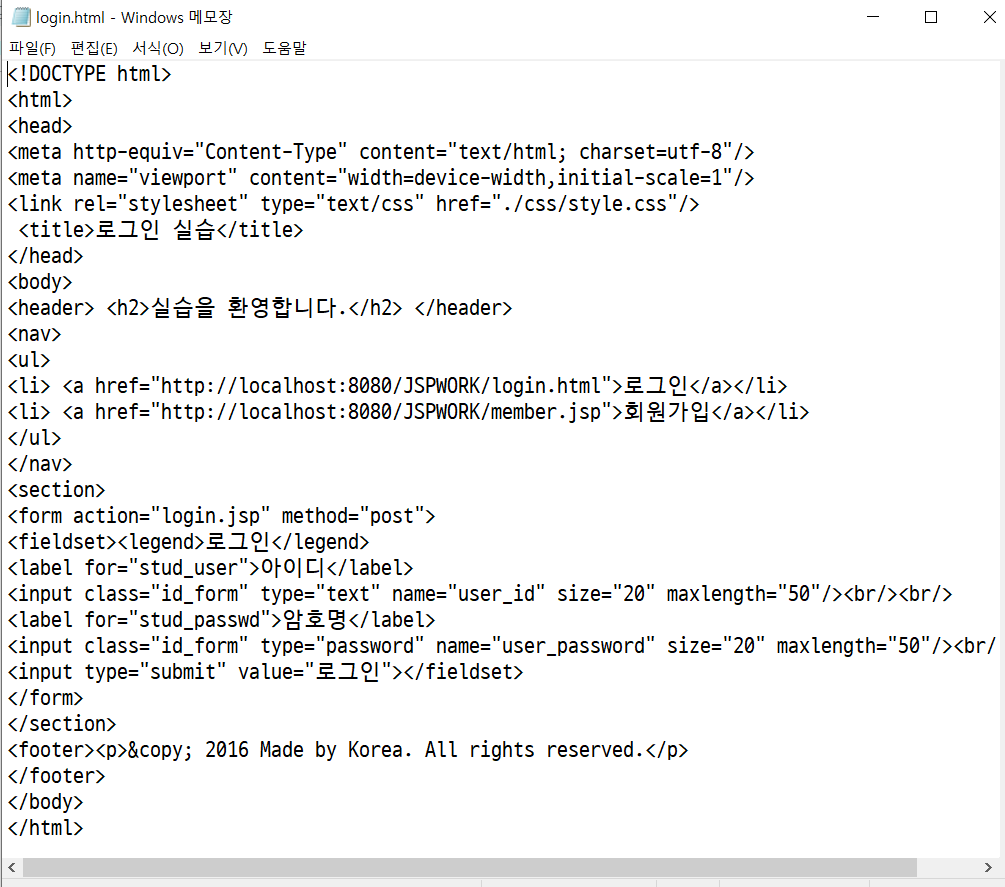 login.html - Windows 메모장
파일(F) 편집(E) 서식(O) 보기(V) 도움말
<!DOCTYPE html>
<html>
<head>
<meta http-equiv="Content-Type" content="text/html; charset=utf-8"/>
<meta name="viewport" content="width=device-width,initial-scale=1"/>
<link rel="stylesheet" type="text/css" href="./css/style.css"/>
 <title>로그인 실습</title>
</head>
<body>
<header> <h2>실습을 환영합니다.</h2> </header>
<nav>
<ul>
<li> <a href="http://localhost:8080/JSPWORK/login.html">로그인</a></li>
<li> <a href="http://localhost:8080/JSPWORK/member.jsp">회원가입</a></li>
</ul>
</nav>
<section>
<form action="login.jsp" method="post">
<fieldset><legend>로그인</legend>
<label for="stud_user">아이디</label>
<input class="id_form" type="text" name="user_id" size="20" maxlength="50"/><br/><br/>
<label for="stud_passwd">암호명</label>
<input class="id_form" type="password" name="user_password" size="20" maxlength="50"/><br/
<input type="submit" value="로그인"></fieldset>
</form>
</section>
<footer><p>&copy; 2016 Made by Korea. All rights reserved.</p>
</footer>
</body>
</html>